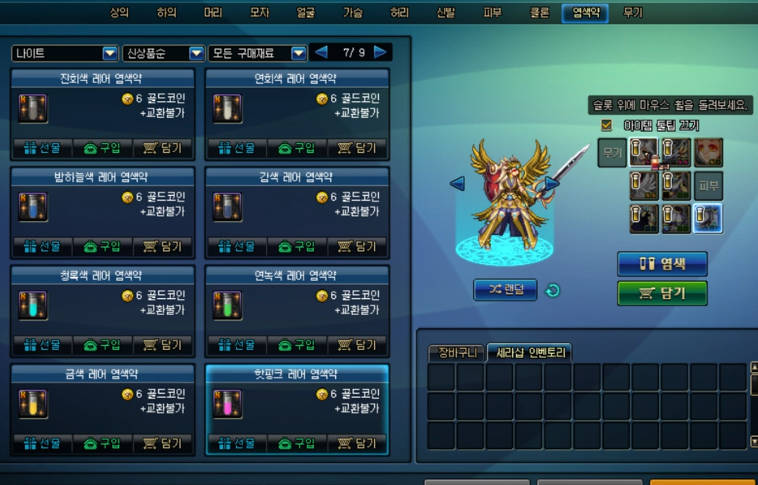 상의 하의 머리 모자 얼굴 가슴 허리 신발 피부 클론 염색약 무기
나이트 신상품순 모든 구매재료 7/ 9
진회색 레어 염색약
6 골드코인
+교환불가
선물 구입 담기
연회색 레어 염색약
6 골드코인
+교환불가
선물 구입 담기
밤하늘색 레어 염색약
6 골드코인
+교환불가
선물 구입 담기
감색 레어 염색약
6 골드코인
+교환불가
선물 구입 담기
청록색 레어 염색약
6 골드코인
+교환불가
선물 구입 담기
연녹색 레어 염색약
6 골드코인
+교환불가
선물 구입 담기
금색 레어 염색약
6 골드코인
+교환불가
선물 구입 담기
핫핑크 레어 염색약
6 골드코인
+교환불가
선물 구입 담기
슬롯 위에 마우스 휠을 돌려보세요.
아이템 툴팁 끄기
무기
피부
랜덤
염색
담기
장바구니 세라샵 인벤토리